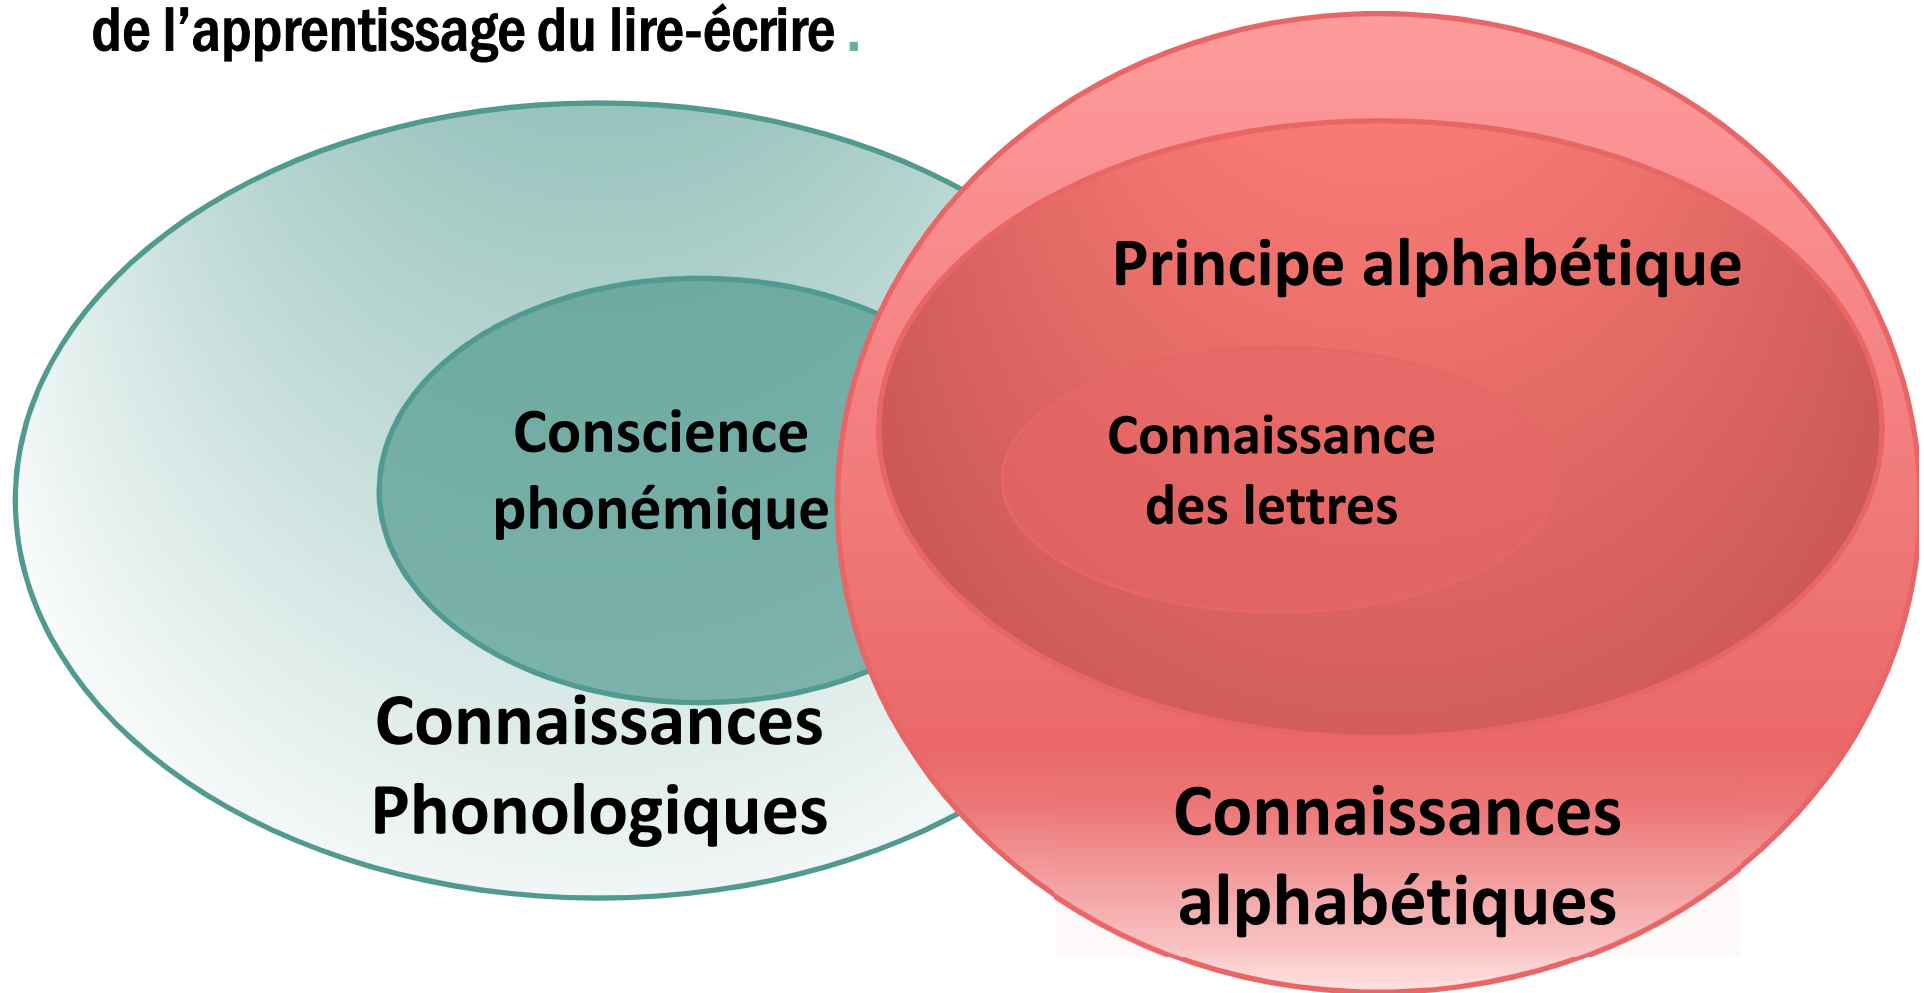 de l’apprentissage du lire-écrire .
Principe alphabétique
Conscience
phonémique
Connaissance
des lettres
Connaissances
Phonologiques
Connaissances
alphabétiques